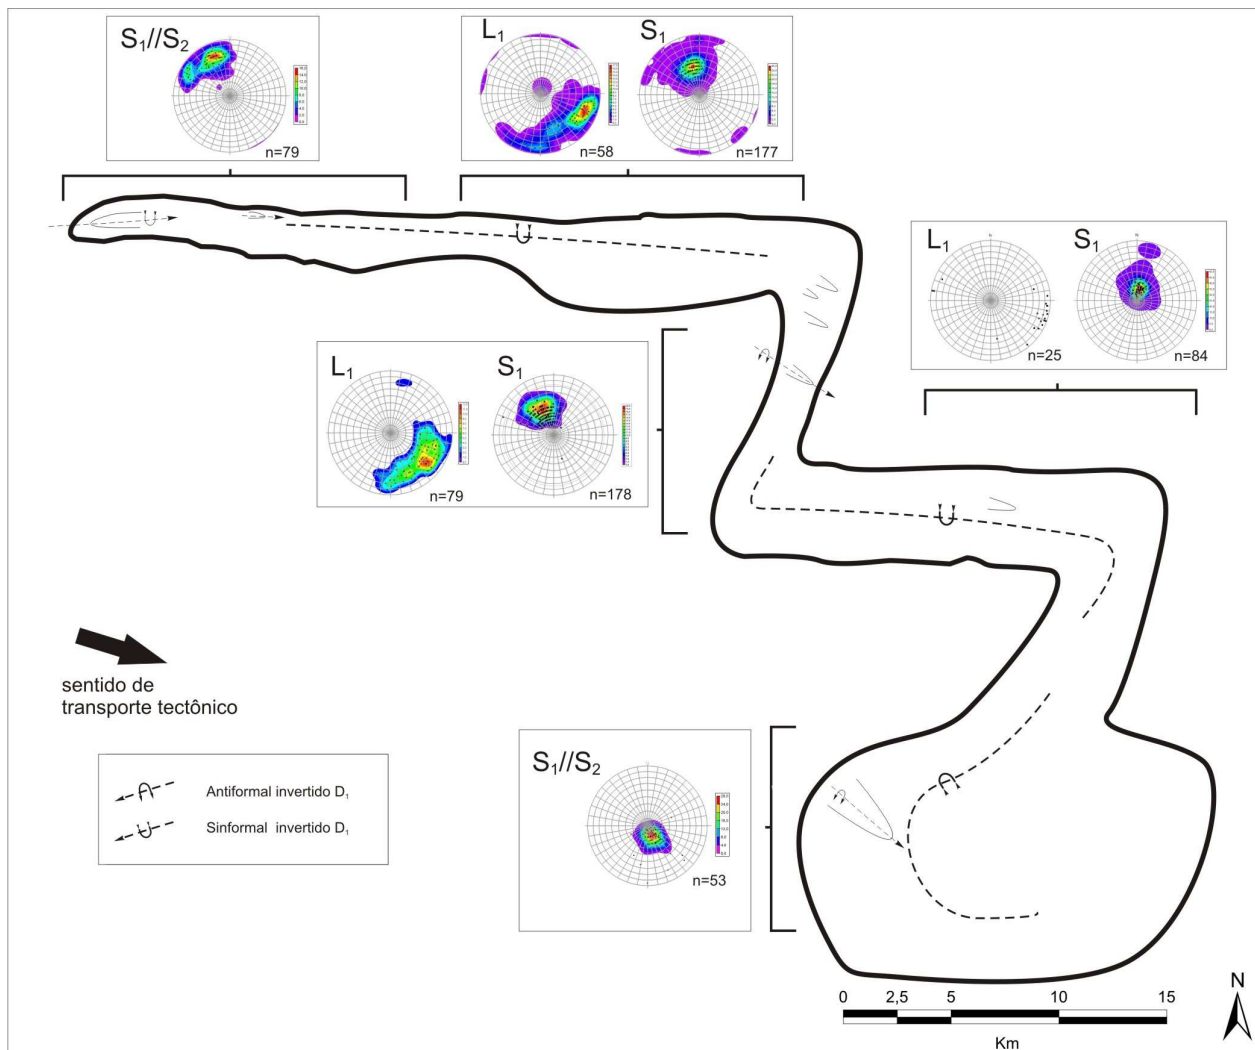 S₁//S₂
n=79
L₁
S₁
n=58
n=177
L₁
S₁
n=25
n=84
L₁
S₁
n=79
n=178
sentido de
transporte tectônico
Antiformal invertido D₁
Sinformal invertido D₁
S₁//S₂
n=53
N
0 2,5 5 10 15
Km